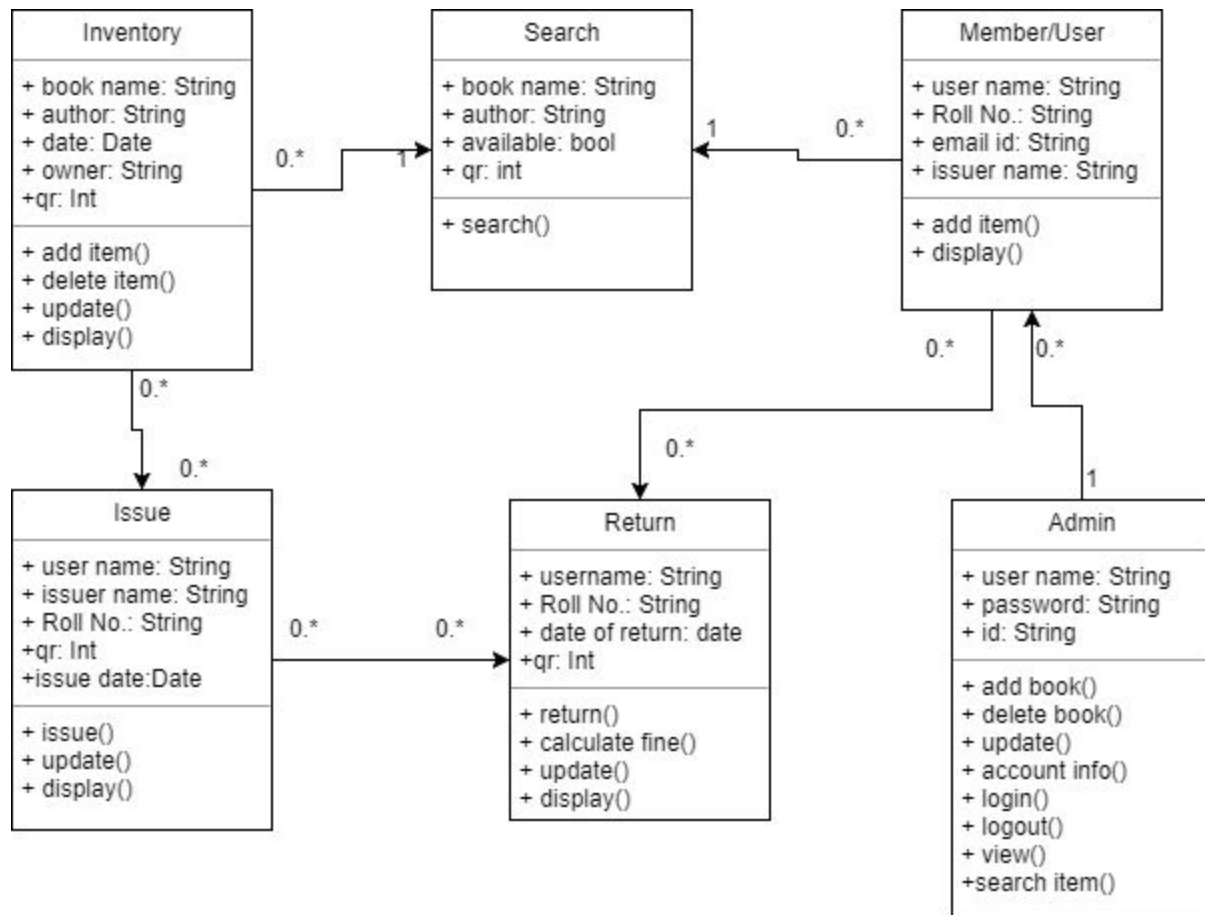 Inventory
+ book name: String
+ author: String
+ date: Date
+ owner: String
+qr: Int
+ add item()
+ delete item()
+ update()
+ display()
0.*
1
Search
+ book name: String
+ author: String
+ available: bool
+ qr: int
+ search()
1
0.*
Member/User
+ user name: String
+ Roll No.: String
+ email id: String
+ issuer name: String
+ add item()
+ display()
0.*
0.*
0.*
0.*
0.*
1
Issue
+ user name: String
+ issuer name: String
+ Roll No.: String
+qr: Int
+issue date:Date
+ issue()
+ update()
+ display()
0.*
0.*
Return
+ username: String
+ Roll No.: String
+ date of return: date
+qr: Int
+ return()
+ calculate fine()
+ update()
+ display()
Admin
+ user name: String
+ password: String
+ id: String
+ add book()
+ delete book()
+ update()
+ account info()
+ login()
+ logout()
+ view()
+search item()